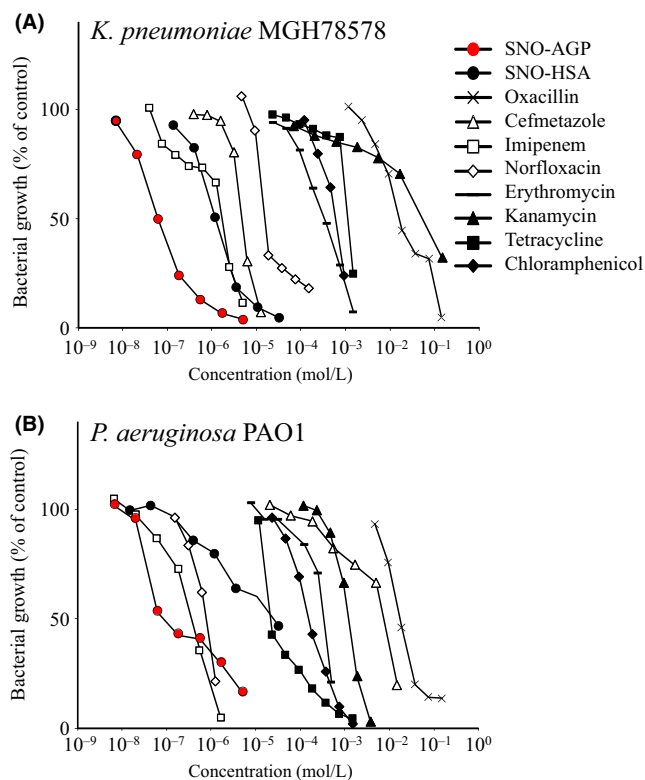 (A)
K. pneumoniae MGH78578
SNO-AGP
SNO-HSA
Oxacillin
Cefmetazole
Imipenem
Norfloxacin
Erythromycin
Kanamycin
Tetracycline
Chloramphenicol
Bacterial growth (% of control)
100
50
0
10⁻⁹ 10⁻⁸ 10⁻⁷ 10⁻⁶ 10⁻⁵ 10⁻⁴ 10⁻³ 10⁻² 10⁻¹ 10⁰
Concentration (mol/L)
(B)
P. aeruginosa PAO1
Bacterial growth (% of control)
100
50
0
10⁻⁹ 10⁻⁸ 10⁻⁷ 10⁻⁶ 10⁻⁵ 10⁻⁴ 10⁻³ 10⁻² 10⁻¹ 10⁰
Concentration (mol/L)